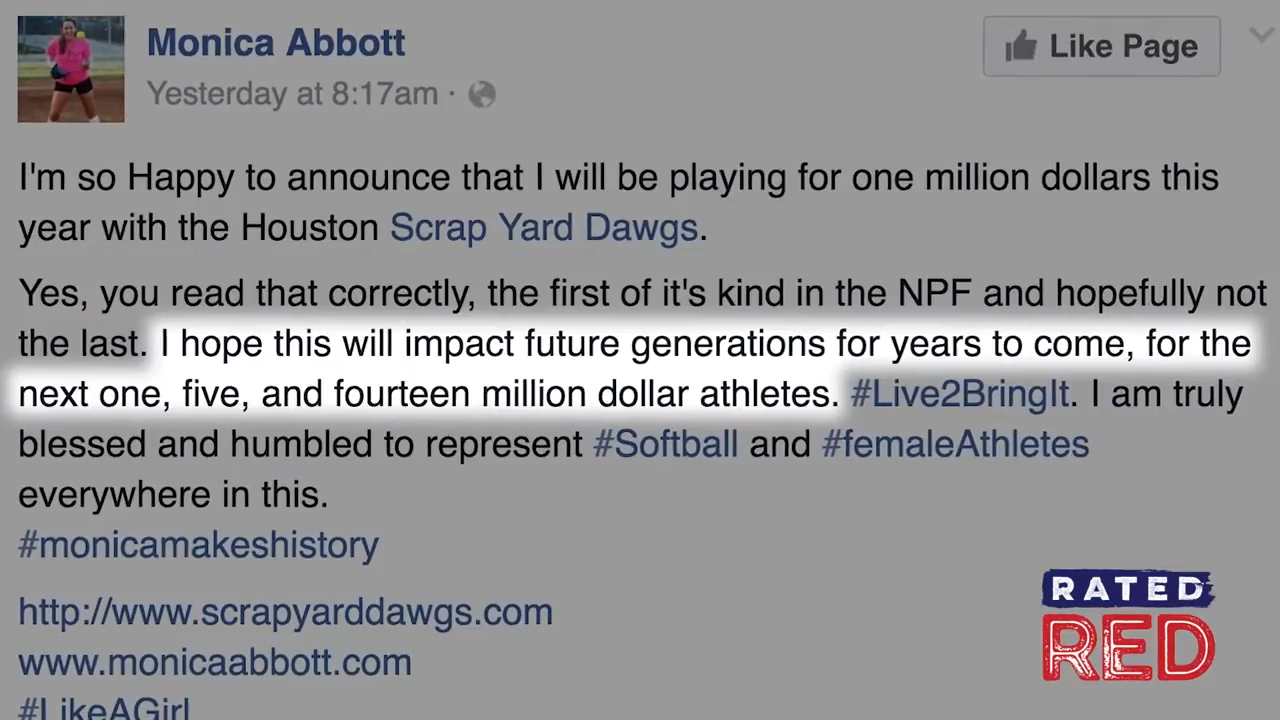 Monica Abbott
Like Page
Yesterday at 8:17am ·
I'm so Happy to announce that I will be playing for one million dollars this
year with the Houston Scrap Yard Dawgs.
Yes, you read that correctly, the first of it's kind in the NPF and hopefully not
the last. I hope this will impact future generations for years to come, for the
next one, five, and fourteen million dollar athletes. #Live2BringIt. I am truly
blessed and humbled to represent #Softball and #femaleAthletes
everywhere in this.
#monicamakeshistory
http://www.scrapyarddawgs.com
www.monicaabbott.com
#LikeAGirl
RATED
RED